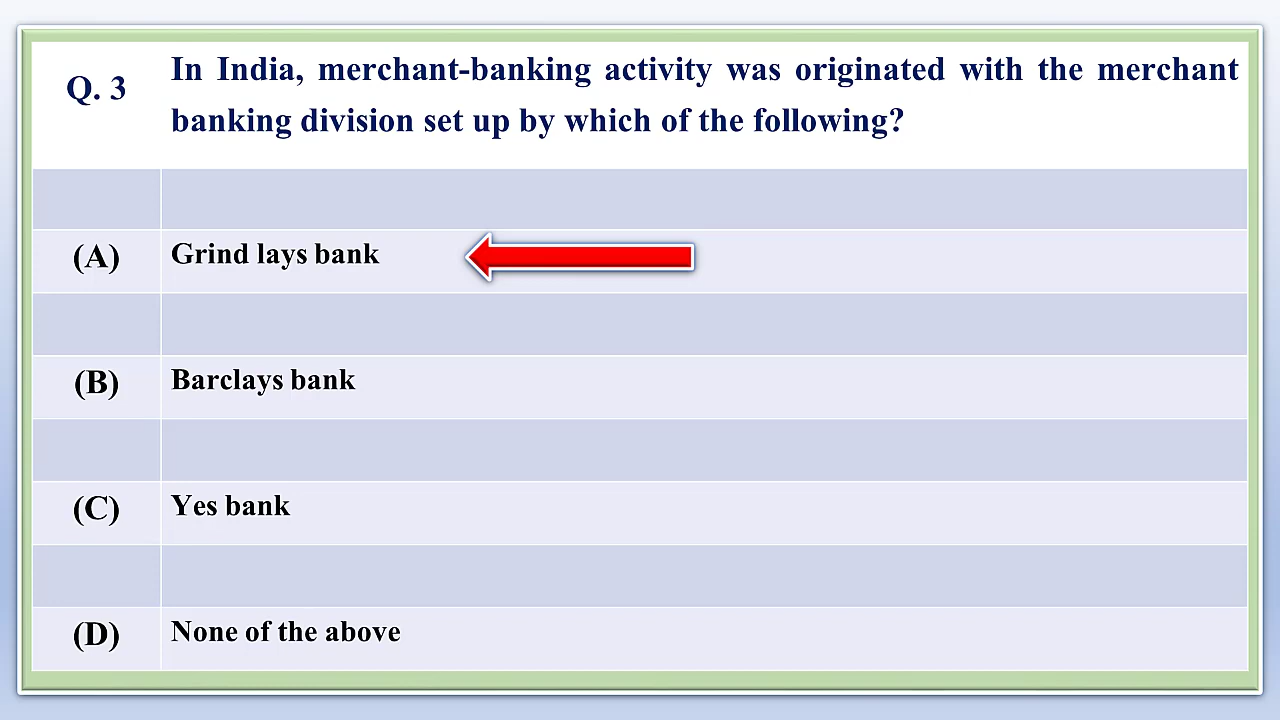 Q. 3
In India, merchant-banking activity was originated with the merchant
banking division set up by which of the following?
(A) Grind lays bank
(B) Barclays bank
(C) Yes bank
(D) None of the above